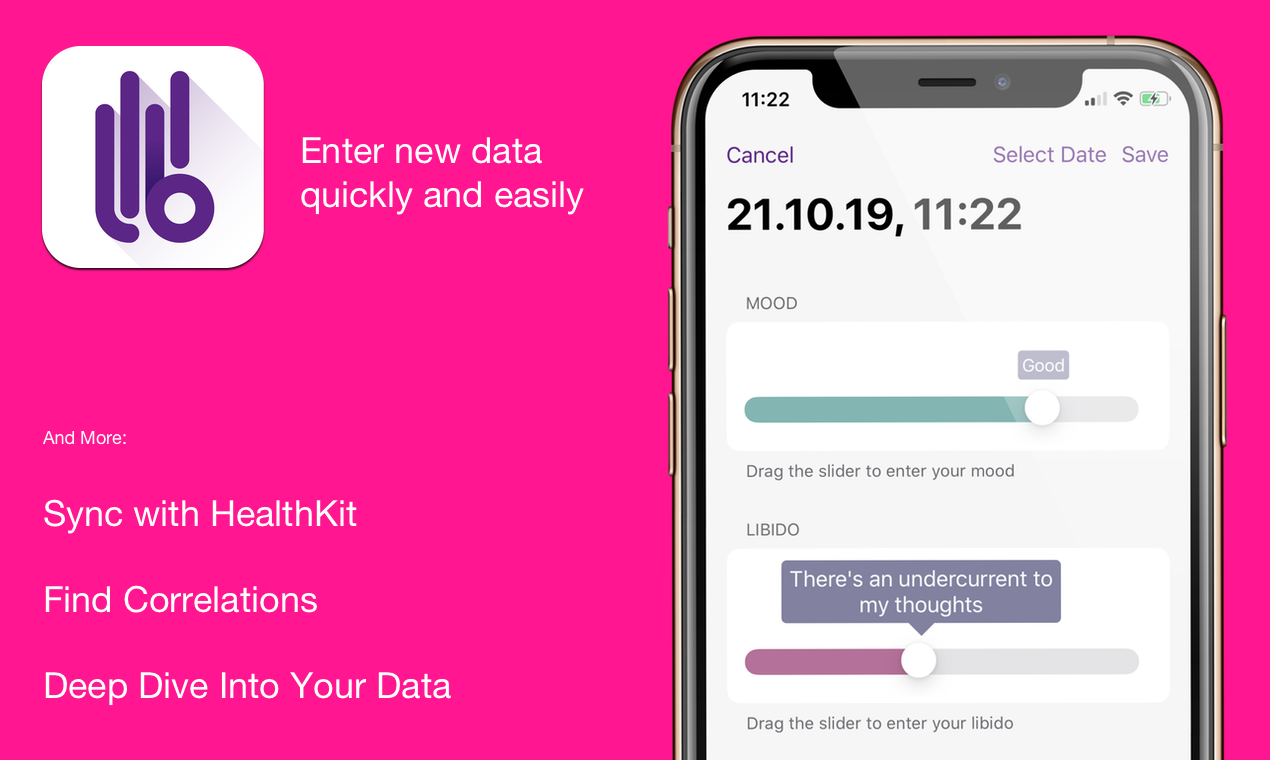 Enter new data
quickly and easily
And More:
Sync with HealthKit
Find Correlations
Deep Dive Into Your Data
11:22
Cancel Select Date Save
21.10.19, 11:22
MOOD
Good
Drag the slider to enter your mood
LIBIDO
There's an undercurrent to
my thoughts
Drag the slider to enter your libido